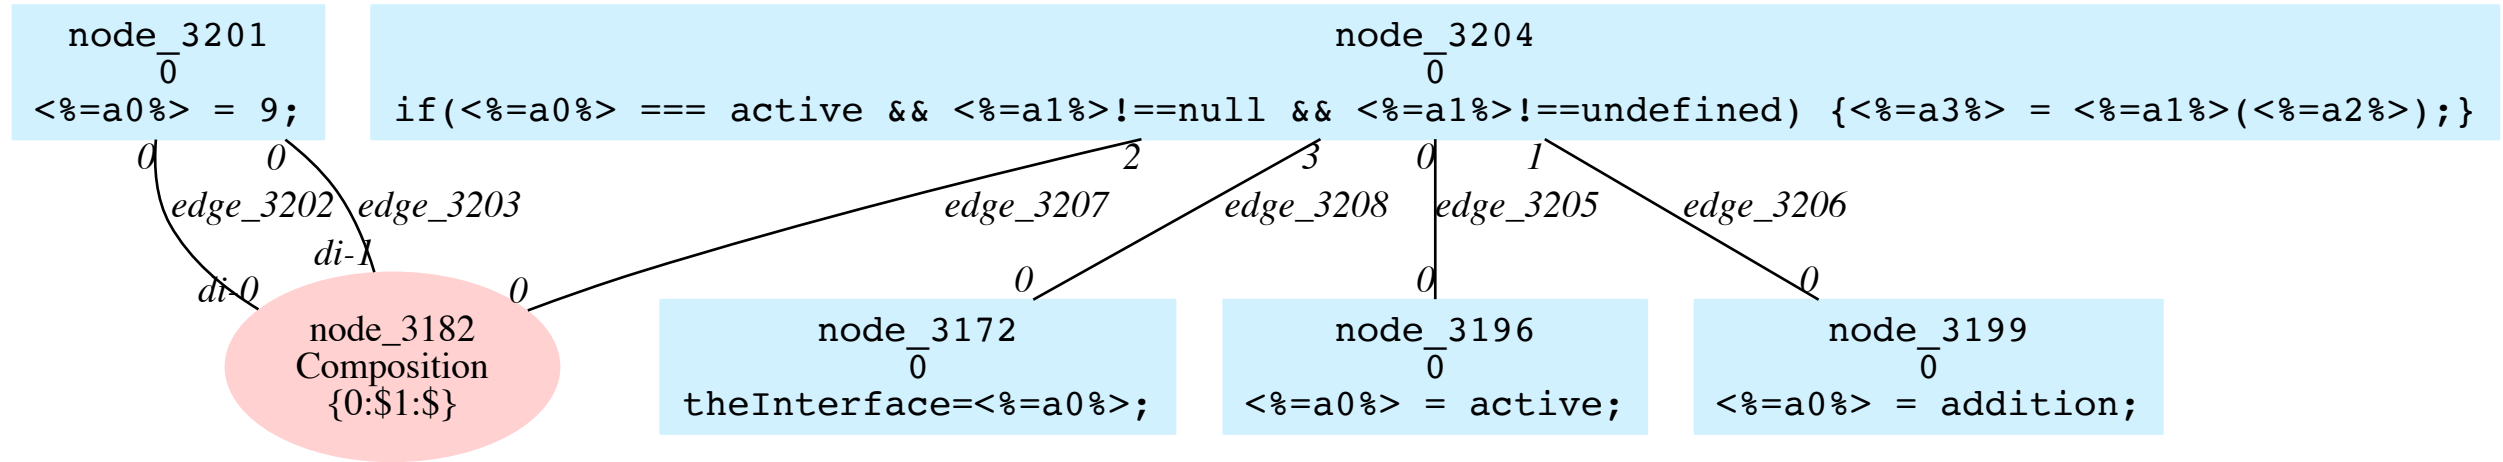 node_3201
0
<%=a0%> = 9;
node_3204
0
if(<%=a0%> === active && <%=a1%>!==null && <%=a1%>!==undefined) {<%=a3%> = <%=a1%>(<%=a2%>);}
0
0
2
3
0
1
edge_3202
edge_3203
edge_3207
edge_3208
edge_3205
edge_3206
di-1
di-0
0
0
0
0
node_3182
Composition
{0:$1:$}
node_3172
0
theInterface=<%=a0%>;
node_3196
0
<%=a0%> = active;
node_3199
0
<%=a0%> = addition;